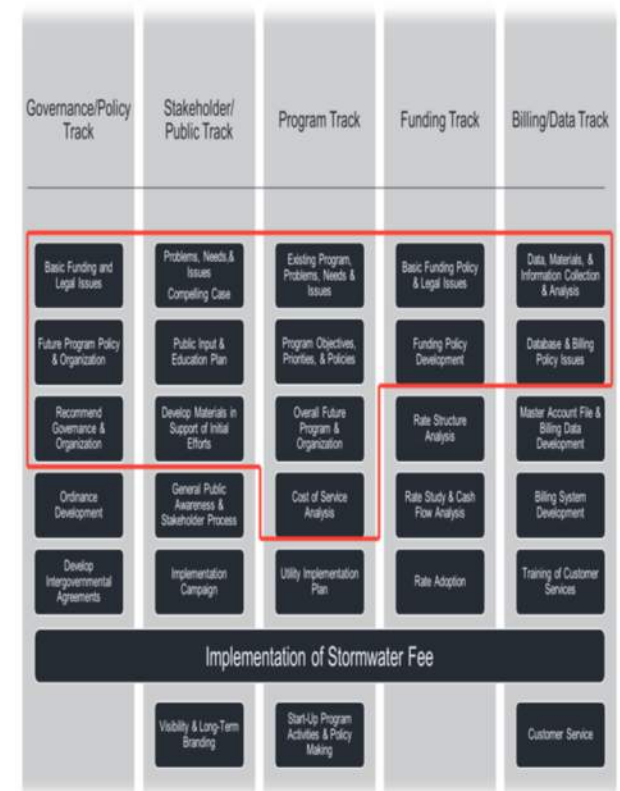 Governance/Policy
Track
Stakeholder/
Public Track
Program Track
Funding Track
Billing/Data Track
Basic Funding and
Legal Issues
Problems, Needs,&
Issues
Compelling Case
Existing Program,
Problems, Needs &
Issues
Basic Funding Policy
& Legal Issues
Data, Materials, &
Information Collection
& Analysis
Future Program Policy
& Organization
Public Input &
Education Plan
Program Objectives,
Priorities, & Policies
Funding Policy
Development
Database & Billing
Policy Issues
Recommend
Governance &
Organization
Develop Materials in
Support of Initial
Efforts
Overall Future
Program &
Organization
Rate Structure
Analysis
Master Account File &
Billing Data
Development
Ordinance
Development
General Public
Awareness &
Stakeholder Process
Cost of Service
Analysis
Rate Study & Cash
Flow Analysis
Billing System
Development
Develop
Intergovernmental
Agreements
Implementation
Campaign
Utility Implementation
Plan
Rate Adoption
Training of Customer
Services
Implementation of Stormwater Fee
Visibility & Long-Term
Branding
Start-Up Program
Activities & Policy
Making
Customer Service